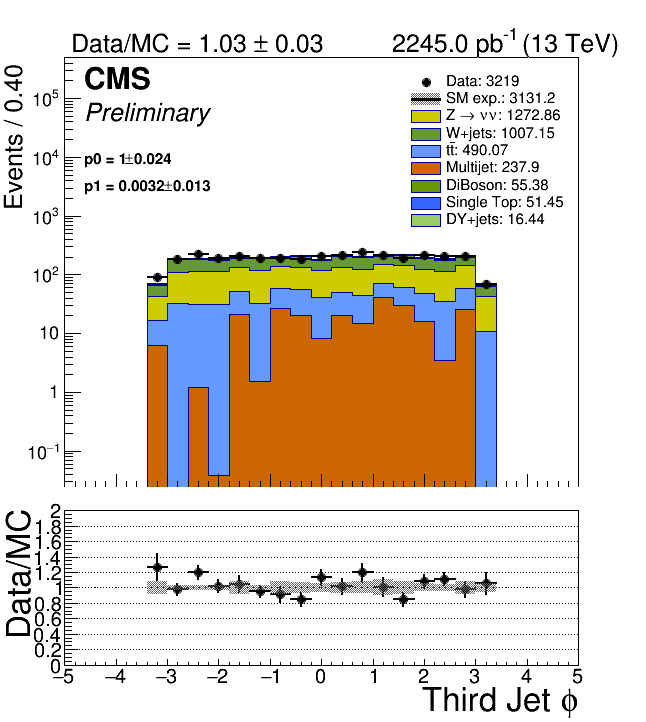 Data/MC = 1.03 ± 0.03 2245.0 pb⁻¹ (13 TeV)
CMS
Preliminary
p0 = 1±0.024
p1 = 0.0032±0.013
Data: 3219
SM exp.: 3131.2
Z → νν: 1272.86
W+jets: 1007.15
tt̄: 490.07
Multijet: 237.9
DiBoson: 55.38
Single Top: 51.45
DY+jets: 16.44
Events / 0.40
10⁵
10⁴
10³
10²
10
1
10⁻¹
Data/MC
2
1.8
1.6
1.4
1.2
1
0.8
0.6
0.4
0.2
0
−5 −4 −3 −2 −1 0 1 2 3 4 5
Third Jet ϕ